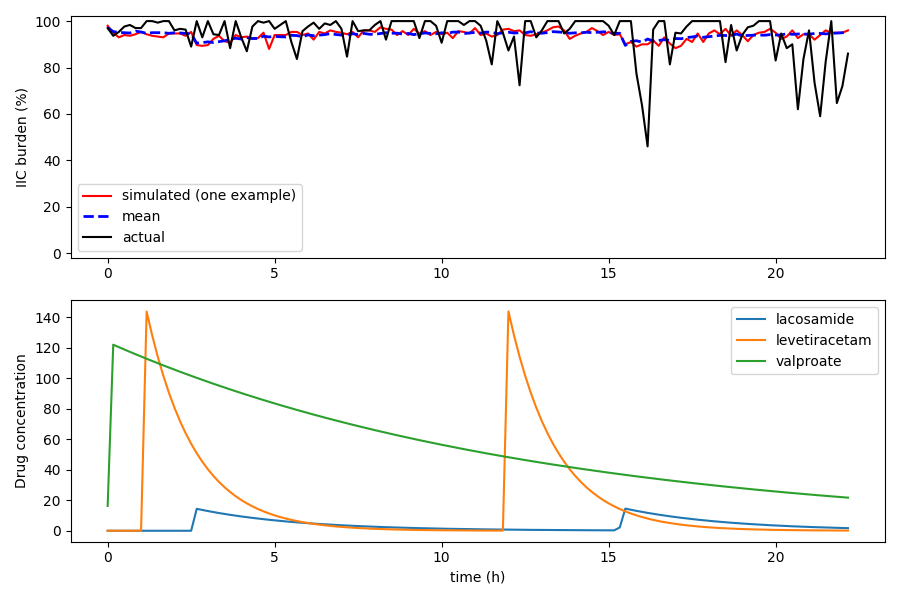 IIC burden (%)
100
80
60
40
20
0
simulated (one example)
mean
actual
0 5 10 15 20
Drug concentration
140
120
100
80
60
40
20
0
lacosamide
levetiracetam
valproate
0 5 10 15 20
time (h)